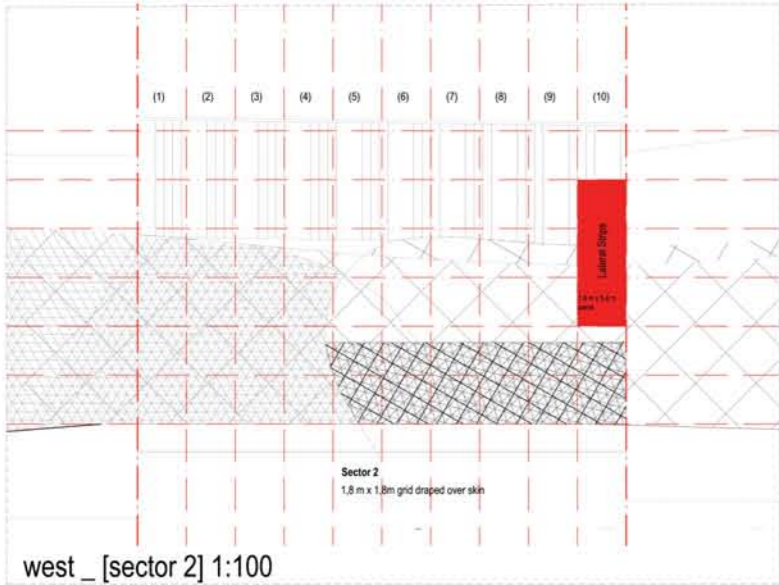 (1) (2) (3) (4) (5) (6) (7) (8) (9) (10)
Lateral Strips
Sector 2
1,8 m x 1,8m grid draped over skin
west _ [sector 2] 1:100